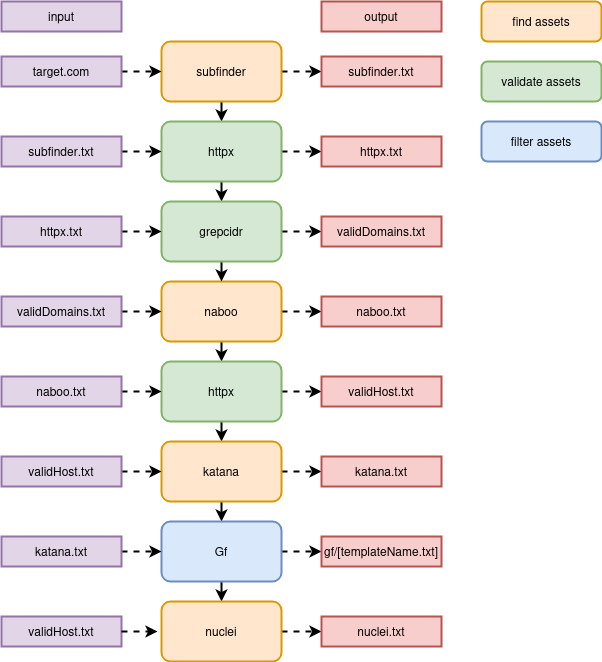 input
output
find assets
target.com
subfinder
subfinder.txt
validate assets
subfinder.txt
httpx
httpx.txt
filter assets
httpx.txt
grepcidr
validDomains.txt
validDomains.txt
naboo
naboo.txt
naboo.txt
httpx
validHost.txt
validHost.txt
katana
katana.txt
katana.txt
Gf
gf/[templateName.txt]
validHost.txt
nuclei
nuclei.txt